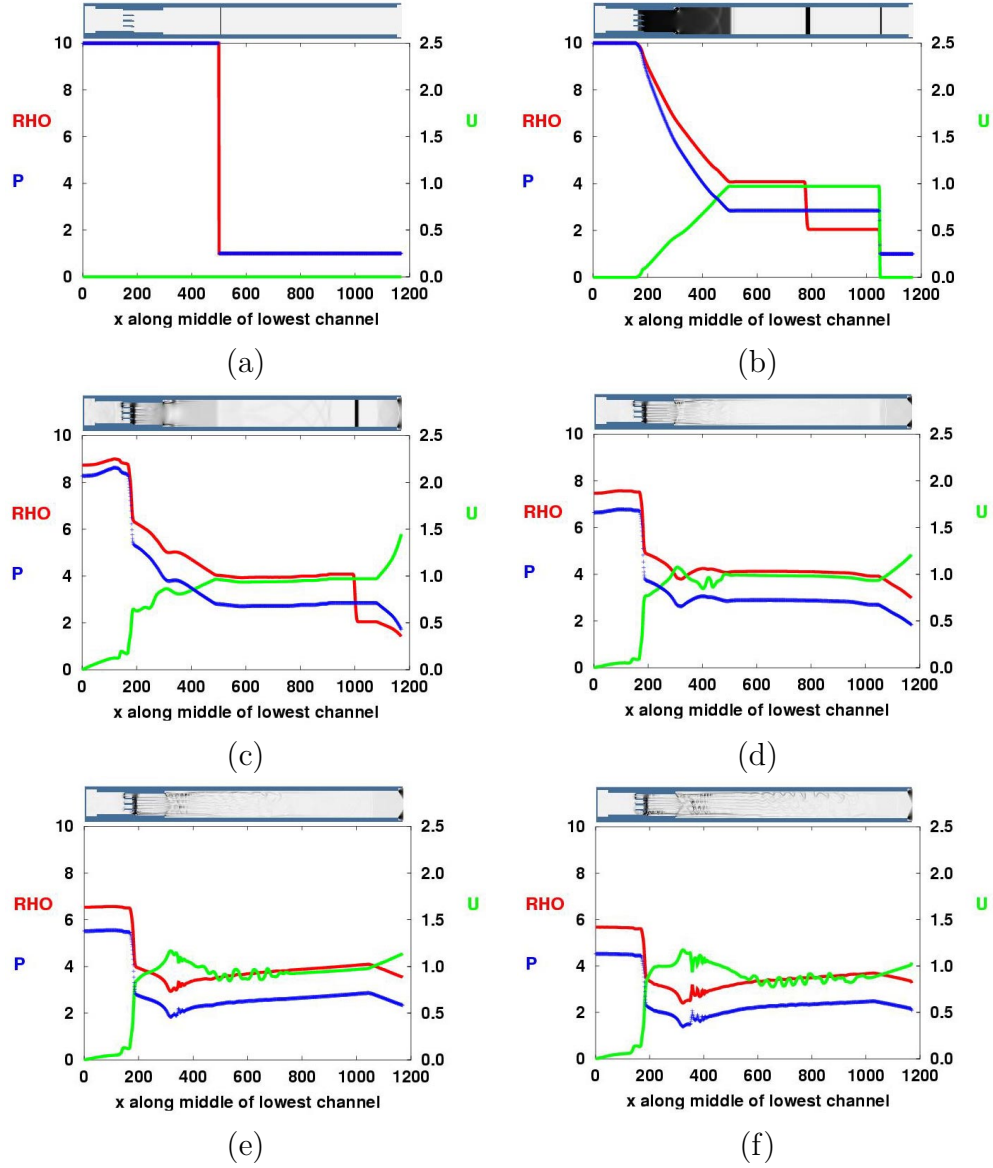 10 2.5 10 2.5
8 2.0 8 2.0
RHO 6 1.5 U RHO 6 1.5 U
P 4 1.0 P 4 1.0
2 0.5 2 0.5
0 0.0 0 0.0
0 200 400 600 800 1000 1200 0 200 400 600 800 1000 1200
x along middle of lowest channel x along middle of lowest channel
(a) (b)
10 2.5 10 2.5
8 2.0 8 2.0
RHO 6 1.5 U RHO 6 1.5 U
P 4 1.0 P 4 1.0
2 0.5 2 0.5
0 0.0 0 0.0
0 200 400 600 800 1000 1200 0 200 400 600 800 1000 1200
x along middle of lowest channel x along middle of lowest channel
(c) (d)
10 2.5 10 2.5
8 2.0 8 2.0
RHO 6 1.5 U RHO 6 1.5 U
P 4 1.0 P 4 1.0
2 0.5 2 0.5
0 0.0 0 0.0
0 200 400 600 800 1000 1200 0 200 400 600 800 1000 1200
x along middle of lowest channel x along middle of lowest channel
(e) (f)